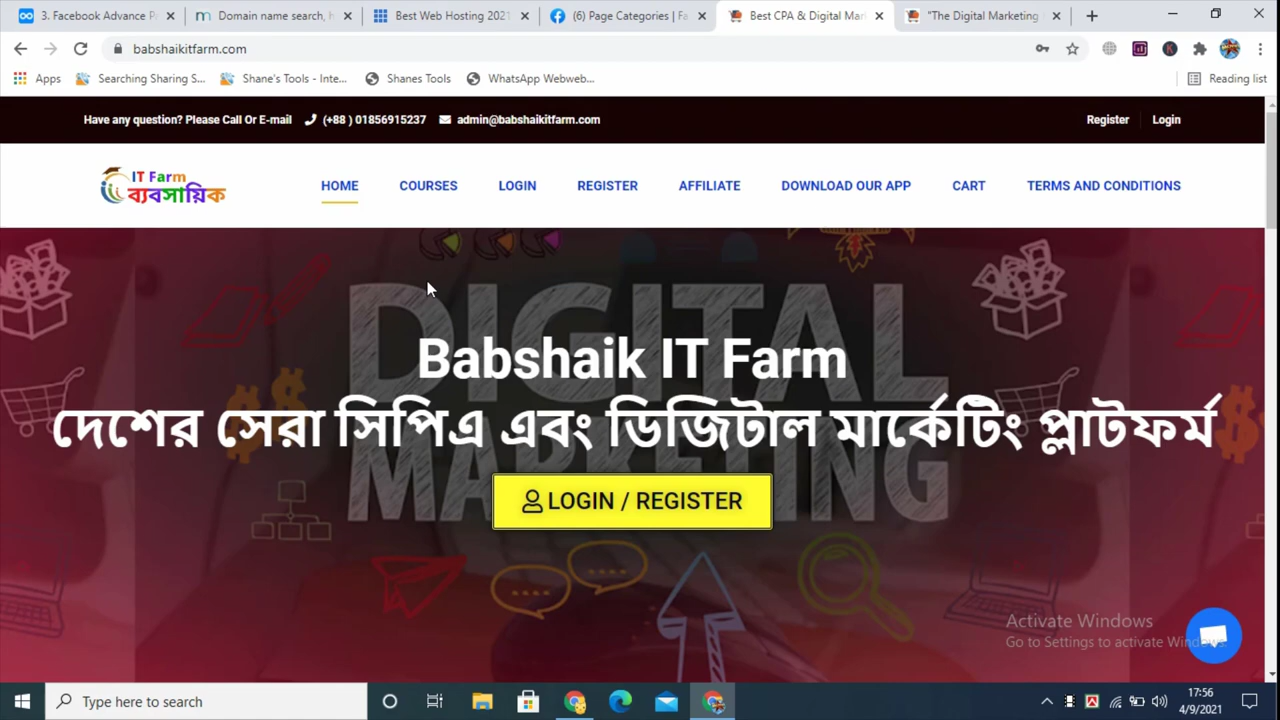 3. Facebook Advance P
Domain name search, h
Best Web Hosting 2021
(6) Page Categories | Fa
Best CPA & Digital Mar
"The Digital Marketing
babshaikitfarm.com
Apps
Searching Sharing S...
Shane's Tools - Inte...
Shanes Tools
WhatsApp Webweb...
Reading list
Have any question? Please Call Or E-mail (+88 ) 01856915237 admin@babshaikitfarm.com
Register
Login
IT Farm
ব্যবসায়িক
HOME
COURSES
LOGIN
REGISTER
AFFILIATE
DOWNLOAD OUR APP
CART
TERMS AND CONDITIONS
DIGITAL
Babshaik IT Farm
দেশের সেরা সিপিএ এবং ডিজিটাল মার্কেটিং প্লাটফর্ম
MARKETING
LOGIN / REGISTER
Activate Windows
Go to Settings to activate Windows.
Type here to search
17:56
4/9/2021